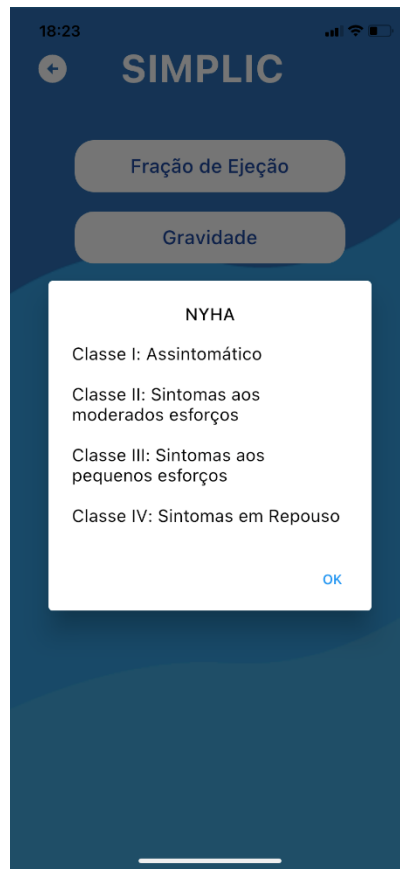 18:23
SIMPLIC
Fração de Ejeção
Gravidade
NYHA
Classe I: Assintomático
Classe II: Sintomas aos
moderados esforços
Classe III: Sintomas aos
pequenos esforços
Classe IV: Sintomas em Repouso
OK